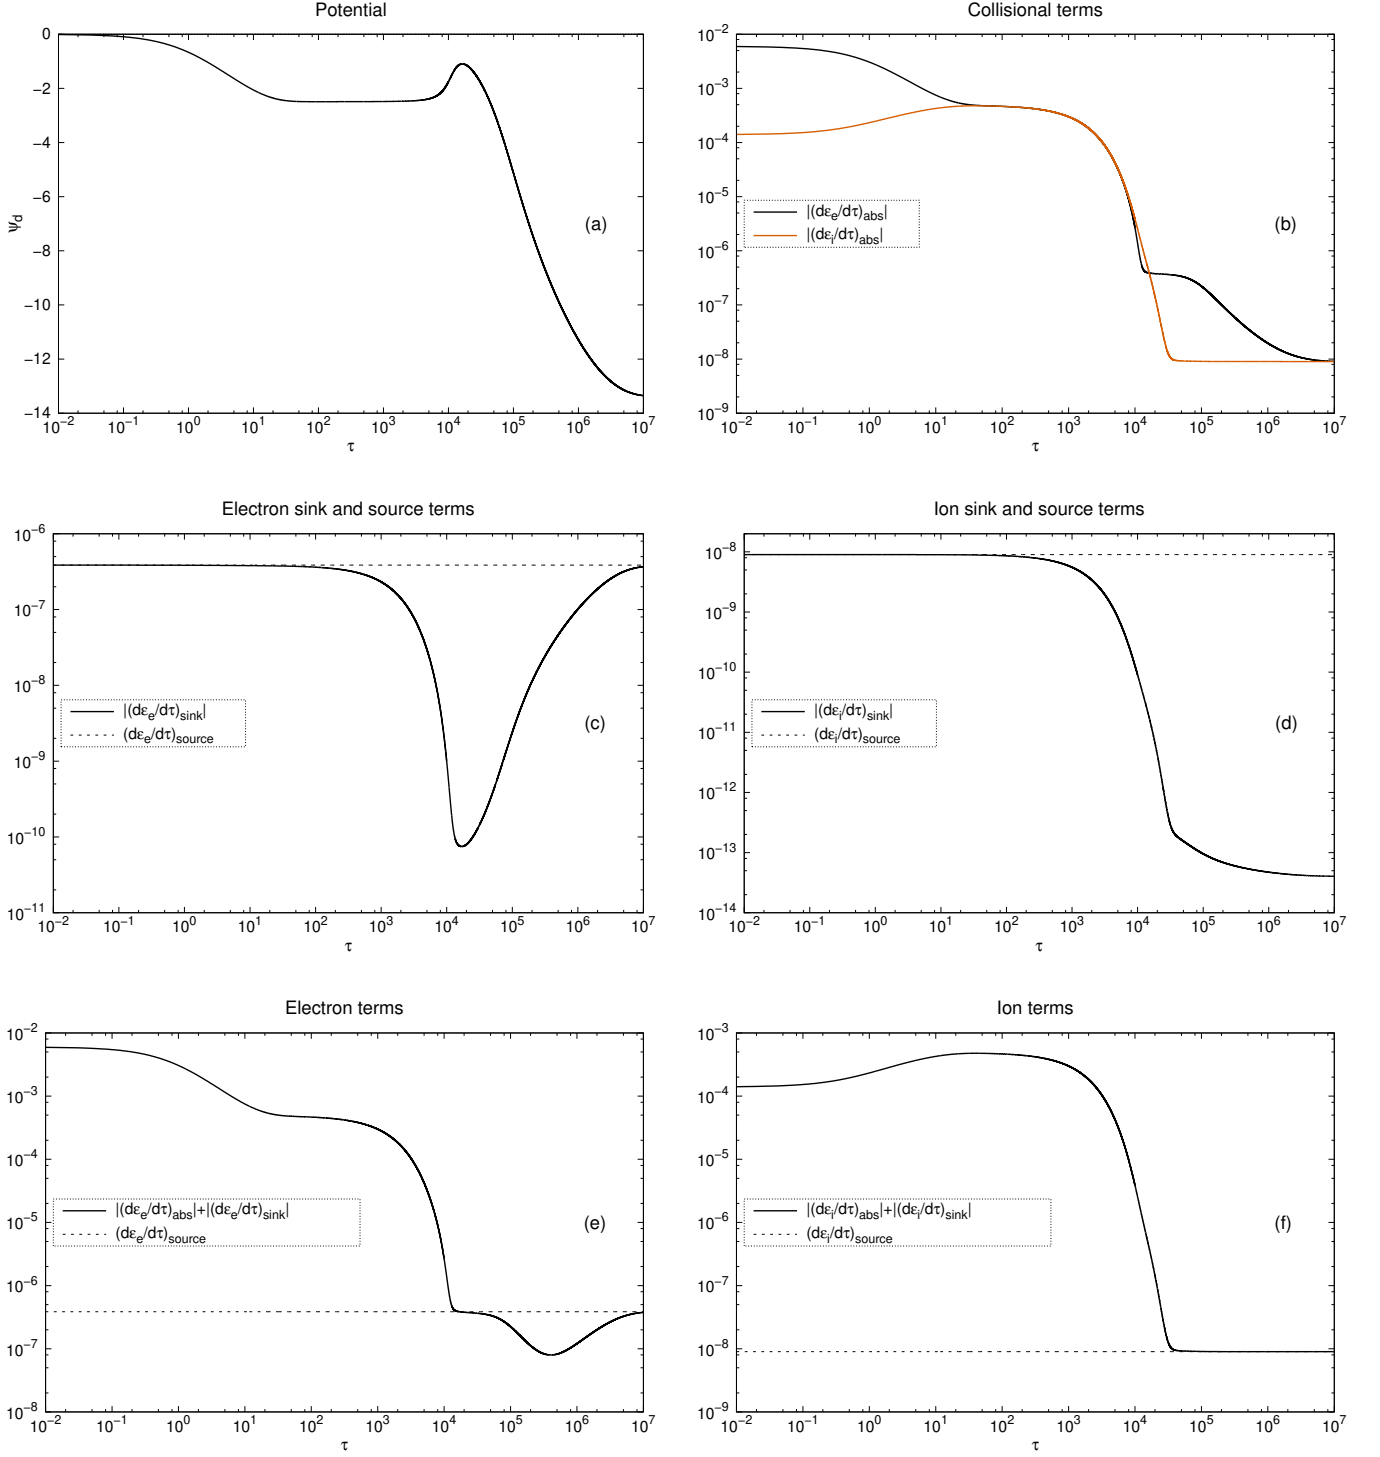 Potential
0
−2
−4
−6
−8
−10
−12
−14
ψd
(a)
10−2 10−1 100 101 102 103 104 105 106 107
τ
Collisional terms
10−2
10−3
10−4
10−5
10−6
10−7
10−8
10−9
|(dεe/dτ)abs|
|(dεi/dτ)abs|
(b)
10−2 10−1 100 101 102 103 104 105 106 107
τ
Electron sink and source terms
10−6
10−7
10−8
10−9
10−10
10−11
|(dεe/dτ)sink|
(dεe/dτ)source
(c)
10−2 10−1 100 101 102 103 104 105 106 107
τ
Ion sink and source terms
10−8
10−9
10−10
10−11
10−12
10−13
10−14
|(dεi/dτ)sink|
(dεi/dτ)source
(d)
10−2 10−1 100 101 102 103 104 105 106 107
τ
Electron terms
10−2
10−3
10−4
10−5
10−6
10−7
10−8
|(dεe/dτ)abs|+|(dεe/dτ)sink|
(dεe/dτ)source
(e)
10−2 10−1 100 101 102 103 104 105 106 107
τ
Ion terms
10−3
10−4
10−5
10−6
10−7
10−8
10−9
|(dεi/dτ)abs|+|(dεi/dτ)sink|
(dεi/dτ)source
(f)
10−2 10−1 100 101 102 103 104 105 106 107
τ